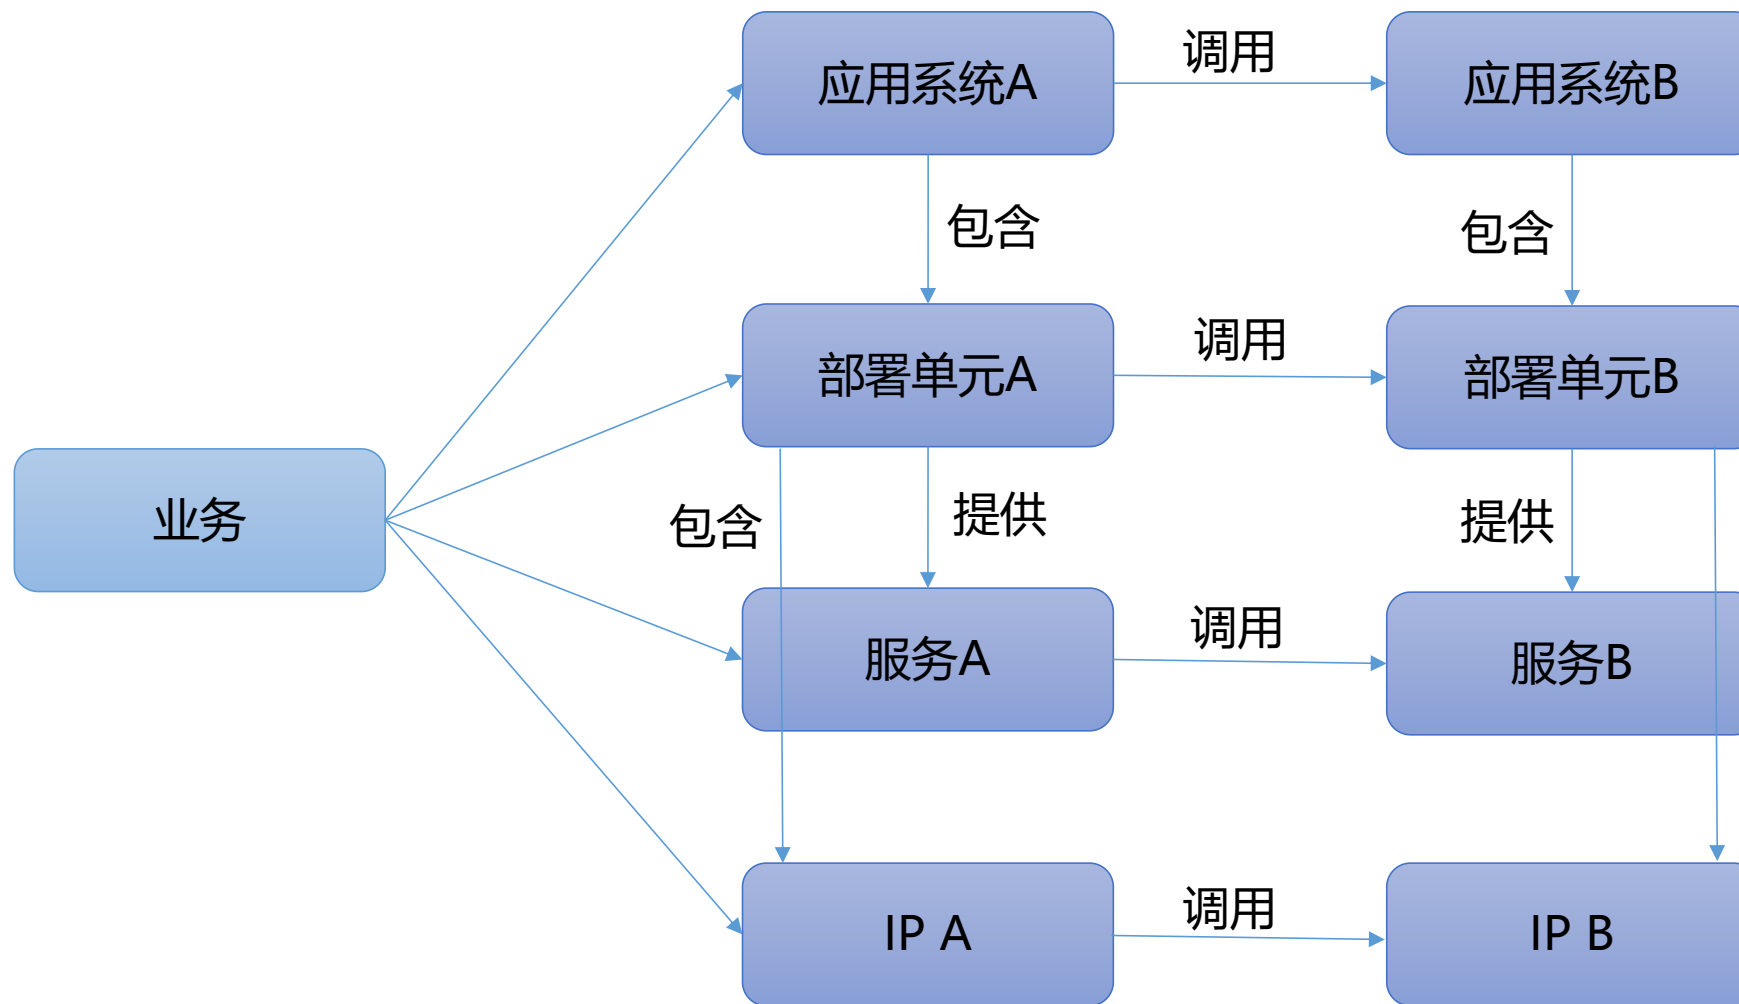 应用系统A
调用
应用系统B
包含
包含
部署单元A
调用
部署单元B
业务
包含
提供
提供
服务A
调用
服务B
IP A
调用
IP B